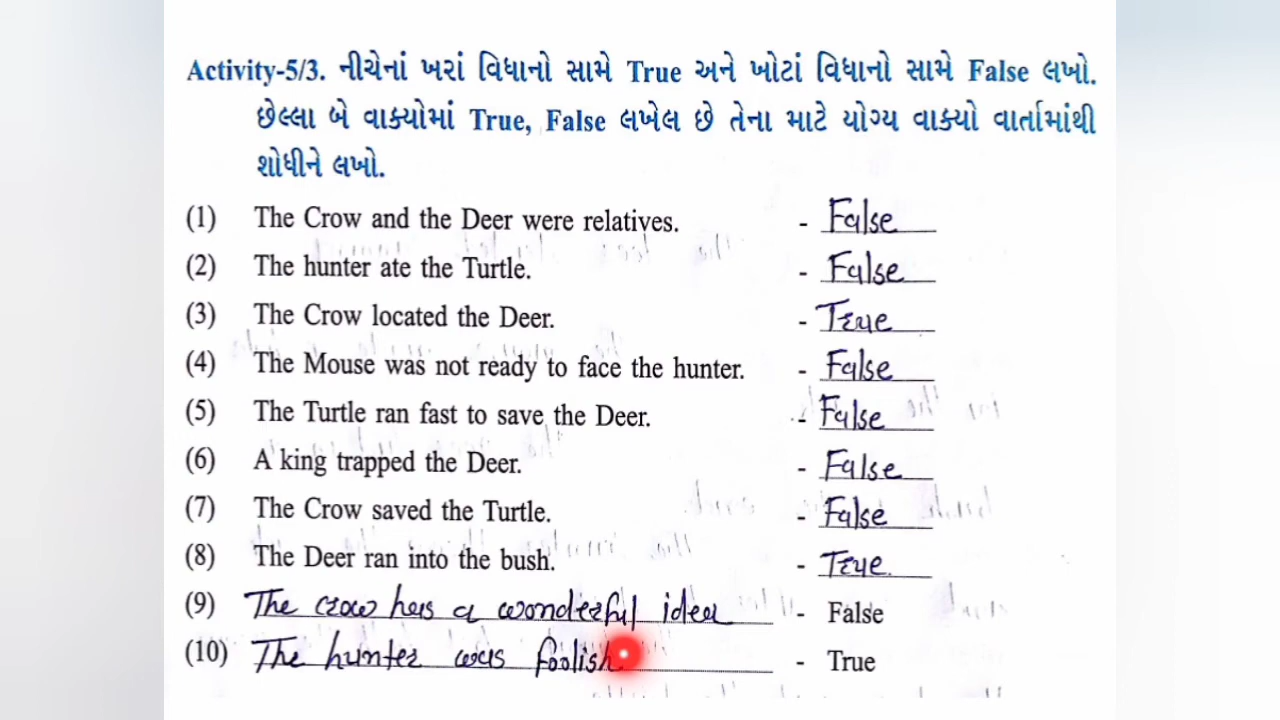 Activity-5/3. નીચેનાં ખરાં વિધાનો સામે True અને ખોટાં વિધાનો સામે False લખો.
છેલ્લા બે વાક્યોમાં True, False લખેલ છે તેના માટે યોગ્ય વાક્યો વાર્તામાંથી
શોધીને લખો.
(1) The Crow and the Deer were relatives. - False
(2) The hunter ate the Turtle. - False
(3) The Crow located the Deer. - True
(4) The Mouse was not ready to face the hunter. - False
(5) The Turtle ran fast to save the Deer. - False
(6) A king trapped the Deer. - False
(7) The Crow saved the Turtle. - False
(8) The Deer ran into the bush. - True.
(9) The crow has a wonderful idea - False
(10) The hunter was foolish. - True